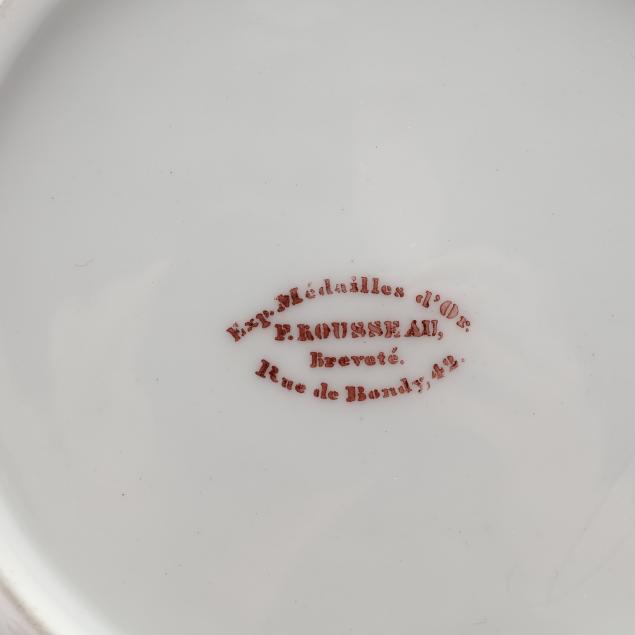 Exp. Médailles d'Or.
P. ROUSSEAU,
Breveté.
Rue de Bondy, 42.